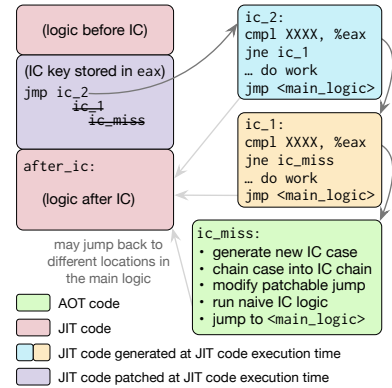 (logic before IC)
(IC key stored in eax)
jmp ic_2
ic_1
ic_miss
after_ic:
(logic after IC)
may jump back to
different locations in
the main logic
ic_2:
cmpl XXXX, %eax
jne ic_1
… do work
jmp <main_logic>
ic_1:
cmpl XXXX, %eax
jne ic_miss
… do work
jmp <main_logic>
ic_miss:
• generate new IC case
• chain case into IC chain
• modify patchable jump
• run naive IC logic
• jump to <main_logic>
AOT code
JIT code
JIT code generated at JIT code execution time
JIT code patched at JIT code execution time